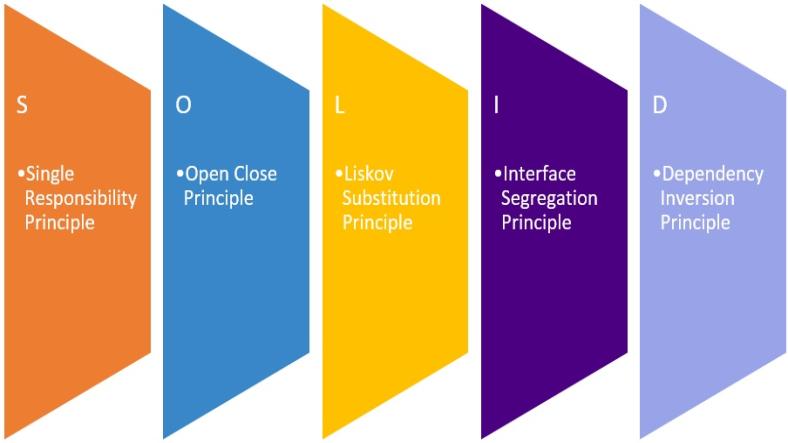 S
•Single
Responsibility
Principle
O
•Open Close
Principle
L
•Liskov
Substitution
Principle
I
•Interface
Segregation
Principle
D
•Dependency
Inversion
Principle